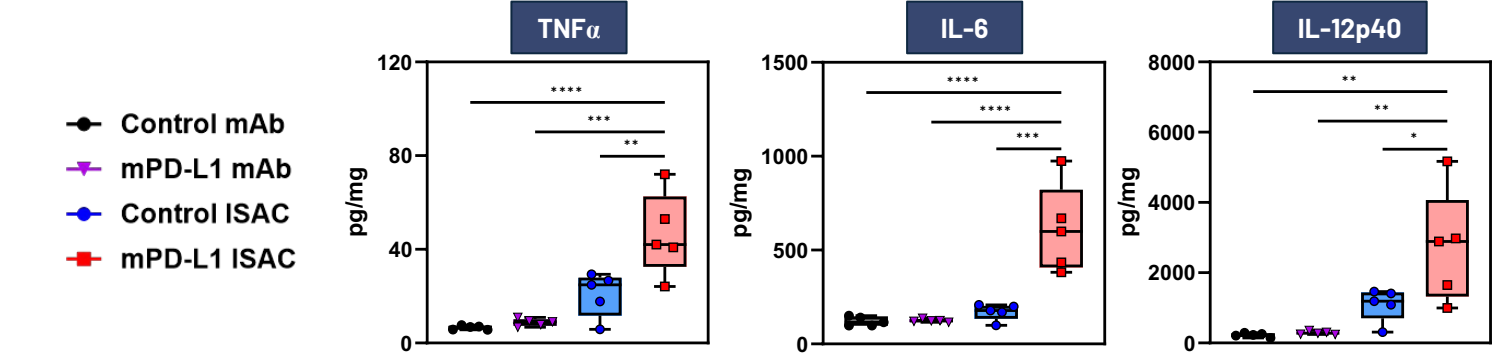 TNFα
IL-6
IL-12p40
Control mAb
mPD-L1 mAb
Control ISAC
mPD-L1 ISAC
pg/mg
120
80
40
0
****
***
**
pg/mg
1500
1000
500
0
****
****
***
pg/mg
8000
6000
4000
2000
0
**
**
*